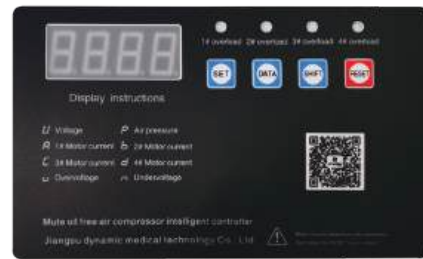 1# overload 2# overload 3# overload 4# overload
SET DATA SHIFT RESET
Display instructions
U Voltage P Air pressure
A 1# Motor current b 2# Motor current
C 3# Motor current d 4# Motor current
u Overvoltage n Undervoltage
Mute oil free air compressor intelligent controller
Jiangsu dynamic medical technology Co., Ltd